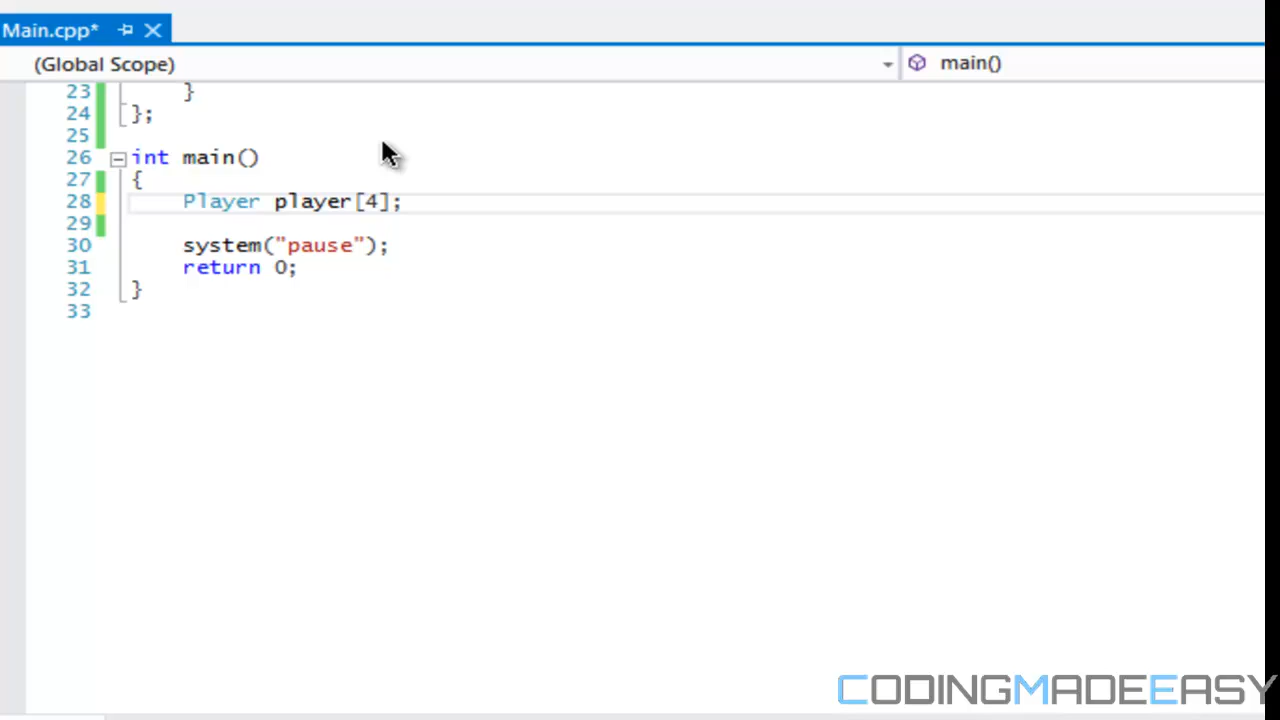 Main.cpp*
(Global Scope) main()
23 }
24 };
25
26 int main()
27 {
28 Player player[4];
29
30 system("pause");
31 return 0;
32 }
33
CODINGMADEEASY